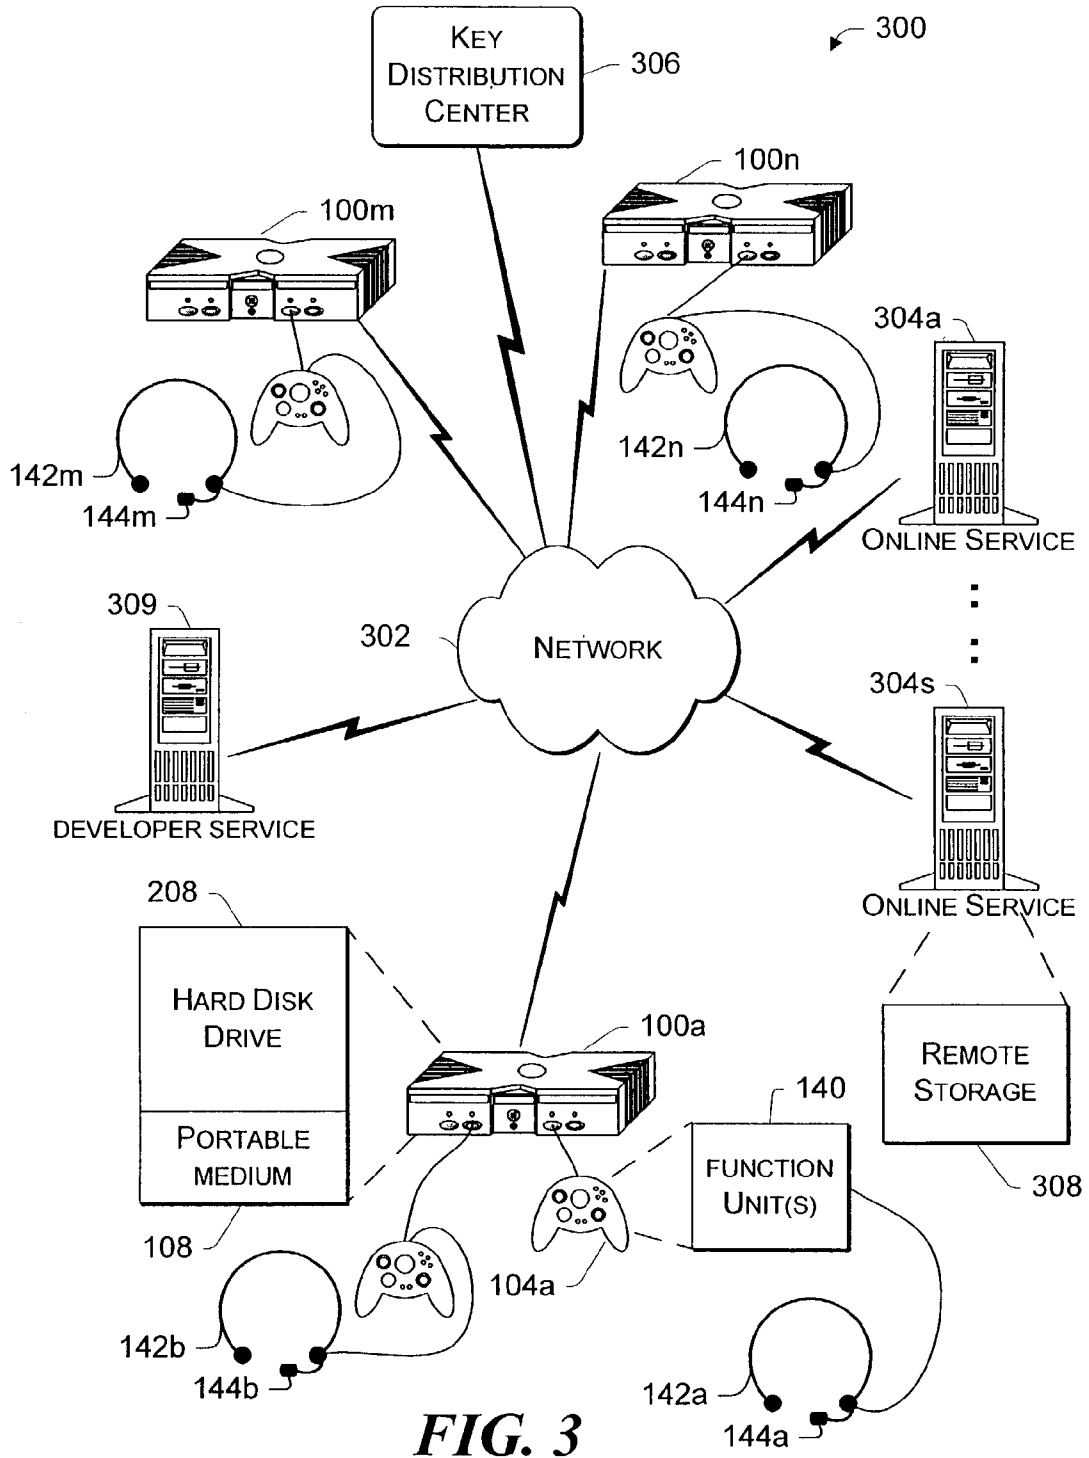 300
KEY
DISTRIBUTION
CENTER
306
100n
100m
304a
142n
142m
144n
144m
ONLINE SERVICE
309
302
NETWORK
304s
DEVELOPER SERVICE
208
ONLINE SERVICE
HARD DISK
DRIVE
100a
REMOTE
STORAGE
140
PORTABLE
MEDIUM
FUNCTION
UNIT(S)
308
108
104a
142b
144b
142a
144a
FIG. 3